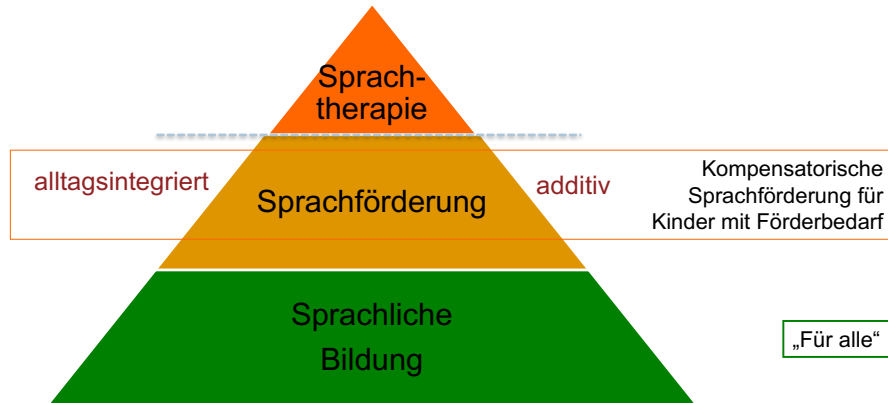 Sprach-
therapie
alltagsintegriert
Sprachförderung
additiv
Kompensatorische
Sprachförderung für
Kinder mit Förderbedarf
Sprachliche
Bildung
„Für alle“